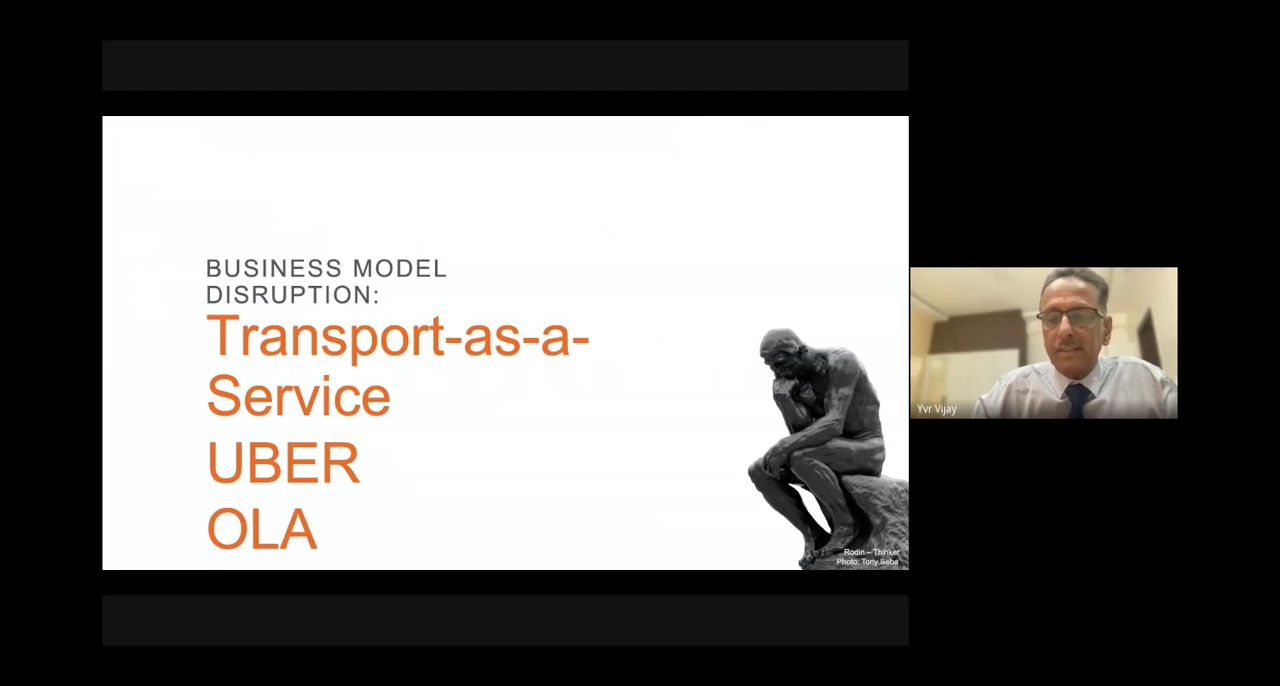 BUSINESS MODEL
DISRUPTION:
Transport-as-a-
Service
UBER
OLA
Rodin – Thinker
Photo: Tony Seba
Yvr Vijay